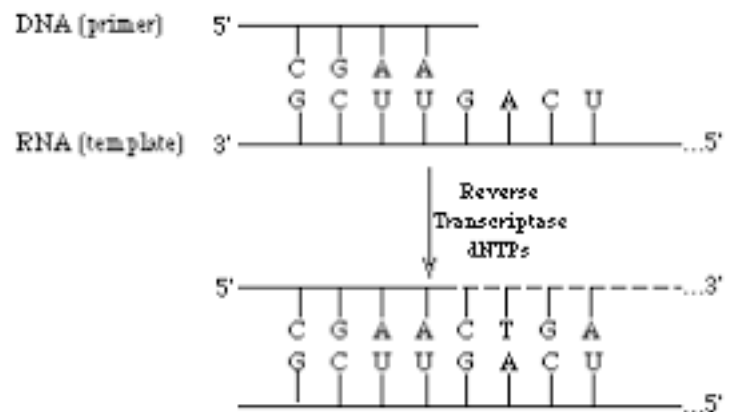 DNA (primer) 5'
C G A A
G C U U G A C U
RNA (template) 3' ...5'
Reverse
Transcriptase
dNTPs
5' ...3'
C G A A C T G A
G C U U G A C U
...5'